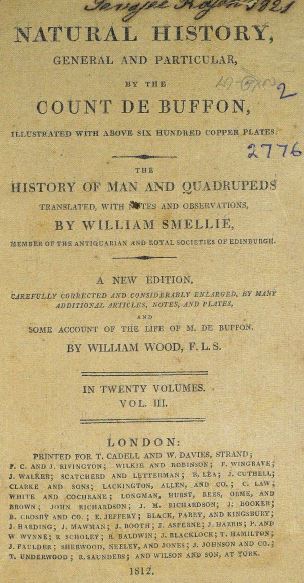 1821
NATURAL HISTORY,
GENERAL AND PARTICULAR,
BY THE
COUNT DE BUFFON,
ILLUSTRATED WITH ABOVE SIX HUNDRED COPPER PLATES.
2776
THE
HISTORY OF MAN AND QUADRUPEDS
TRANSLATED, WITH NOTES AND OBSERVATIONS,
BY WILLIAM SMELLIE,
MEMBER OF THE ANTIQUARIAN AND ROYAL SOCIETIES OF EDINBURGH.
A NEW EDITION,
CAREFULLY CORRECTED AND CONSIDERABLY ENLARGED, BY MANY
ADDITIONAL ARTICLES, NOTES, AND PLATES,
AND
SOME ACCOUNT OF THE LIFE OF M. DE BUFFON.
BY WILLIAM WOOD, F. L. S.
IN TWENTY VOLUMES.
VOL. III.
LONDON:
PRINTED FOR T. CADELL AND W. DAVIES, STRAND;
F. C. AND J. RIVINGTON; WILKIE AND ROBINSON; F. WINGRAVE;
J. WALKER; SCATCHERD AND LETTERMAN; R. LEA; J. CUTHELL;
CLARKE AND SONS; LACKINGTON, ALLEN, AND CO.; C. LAW,
WHITE AND COCHRANE; LONGMAN, HURST, REES, ORME, AND
BROWN; JOHN RICHARDSON; J. M. RICHARDSON; J. BOOKER;
B. CROSBY AND CO.; E. JEFFERY; BLACK, PARRY, AND KINGSBURY;
J. HARDING; J. MAWMAN; J. BOOTH; J. ASPERNE; J. HARRIS; P. AND
W. WYNNE; R. SCHOLEY; R. BALDWIN; J. BLACKLOCK; T. HAMILTON;
J. FAULDER; SHERWOOD, NEELY, AND JONES; J. JOHNSON AND CO.;
T. UNDERWOOD; R. SAUNDERS; AND WILSON AND SON, AT YORK.
1812.